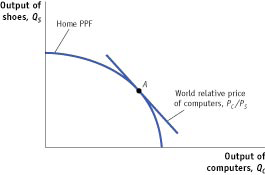 Output of
shoes, QS
Home PPF
A
World relative price
of computers, PC/PS
Output of
computers, QC